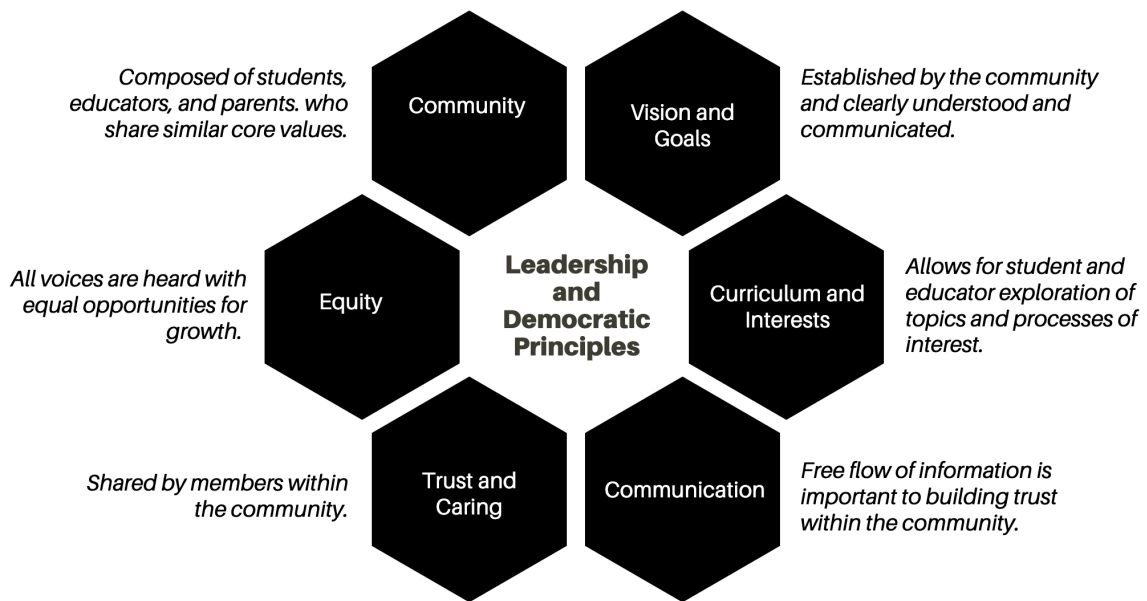 Composed of students,
educators, and parents. who
share similar core values.
Community
Vision and
Goals
Established by the community
and clearly understood and
communicated.
All voices are heard with
equal opportunities for
growth.
Equity
Leadership
and
Democratic
Principles
Curriculum and
Interests
Allows for student and
educator exploration of
topics and processes of
interest.
Shared by members within
the community.
Trust and
Caring
Communication
Free flow of information is
important to building trust
within the community.